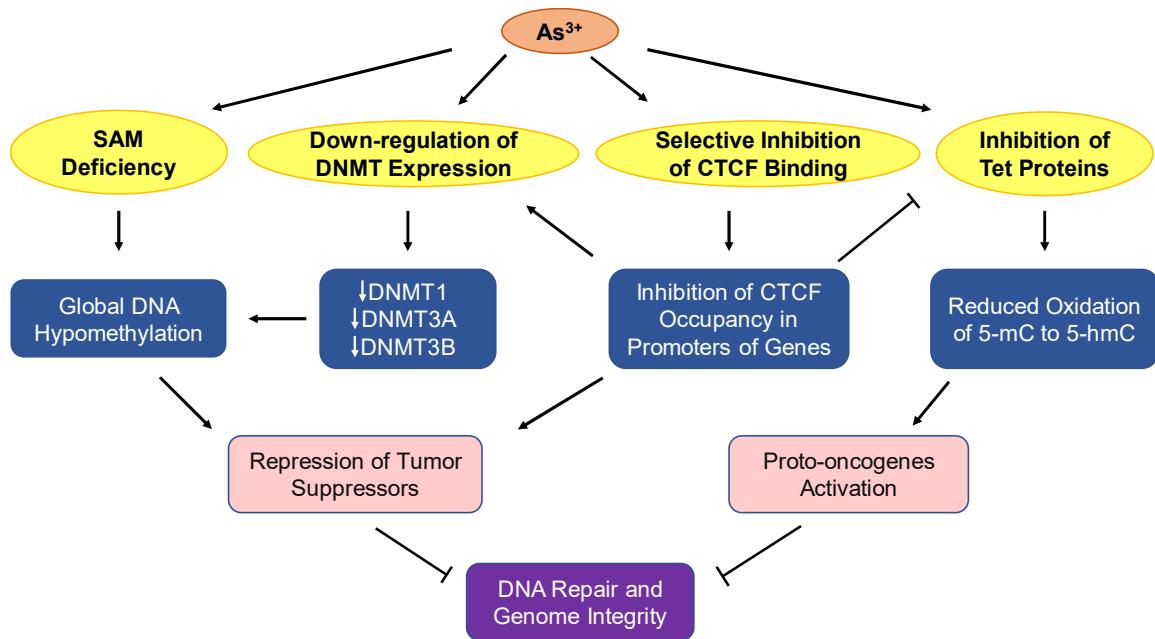 As³⁺
SAM
Deficiency
Down-regulation of
DNMT Expression
Selective Inhibition
of CTCF Binding
Inhibition of
Tet Proteins
Global DNA
Hypomethylation
↓DNMT1
↓DNMT3A
↓DNMT3B
Inhibition of CTCF
Occupancy in
Promoters of Genes
Reduced Oxidation
of 5-mC to 5-hmC
Repression of Tumor
Suppressors
Proto-oncogenes
Activation
DNA Repair and
Genome Integrity